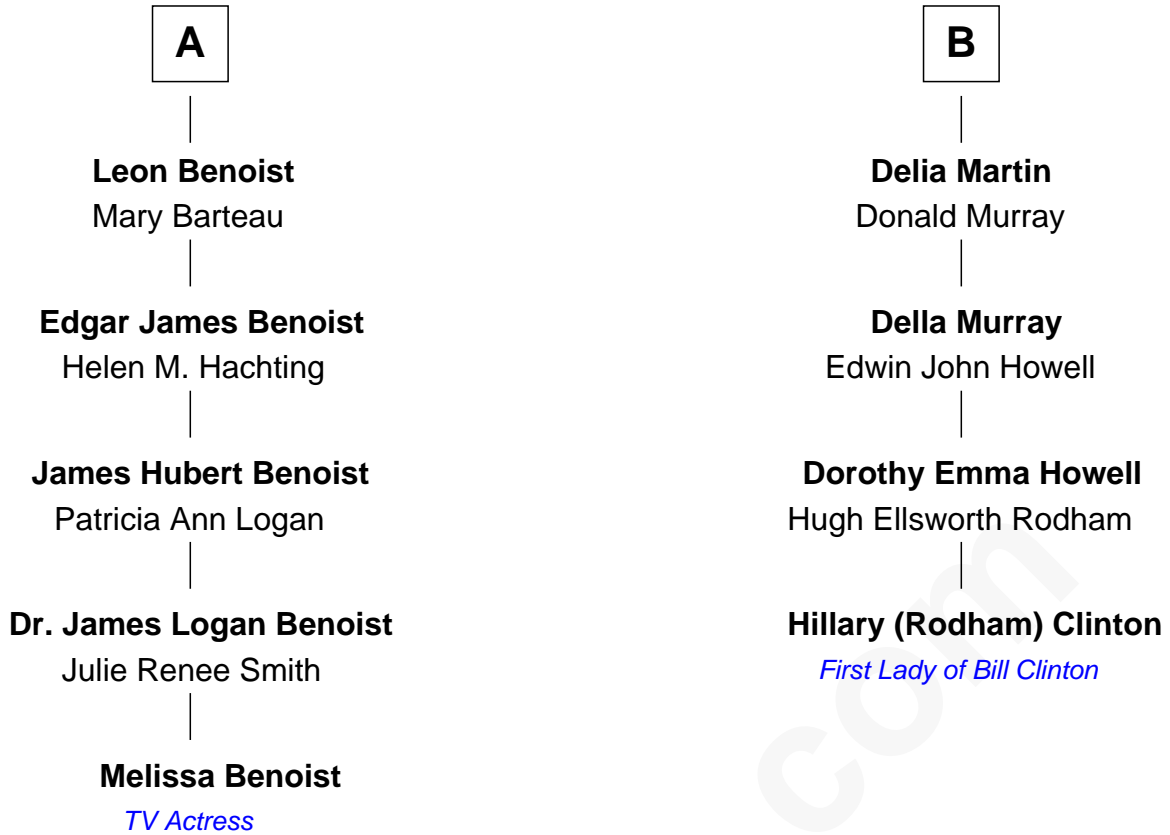 A
Leon Benoist
Mary Barteau
Edgar James Benoist
Helen M. Hachting
James Hubert Benoist
Patricia Ann Logan
Dr. James Logan Benoist
Julie Renee Smith
Melissa Benoist
TV Actress
B
Delia Martin
Donald Murray
Della Murray
Edwin John Howell
Dorothy Emma Howell
Hugh Ellsworth Rodham
Hillary (Rodham) Clinton
First Lady of Bill Clinton
com